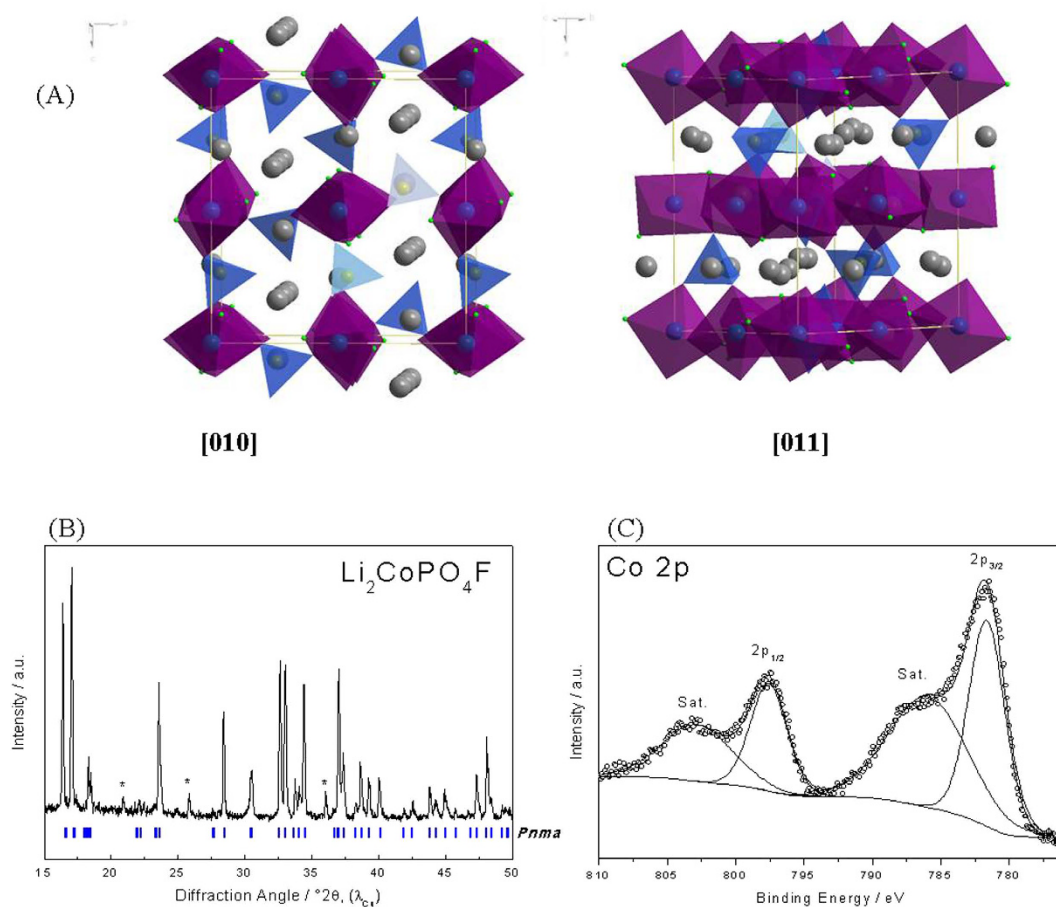 (A)
[010]
[011]
(B)
Li₂CoPO₄F
*
*
*
Pnma
Intensity / a.u.
15 20 25 30 35 40 45 50
Diffraction Angle / °2θ,
(C)
Co 2p
2p₃/₂
2p₁/₂
Sat.
Sat.
Intensity / a.u.
810 805 800 795 790 785 780
Binding Energy / eV